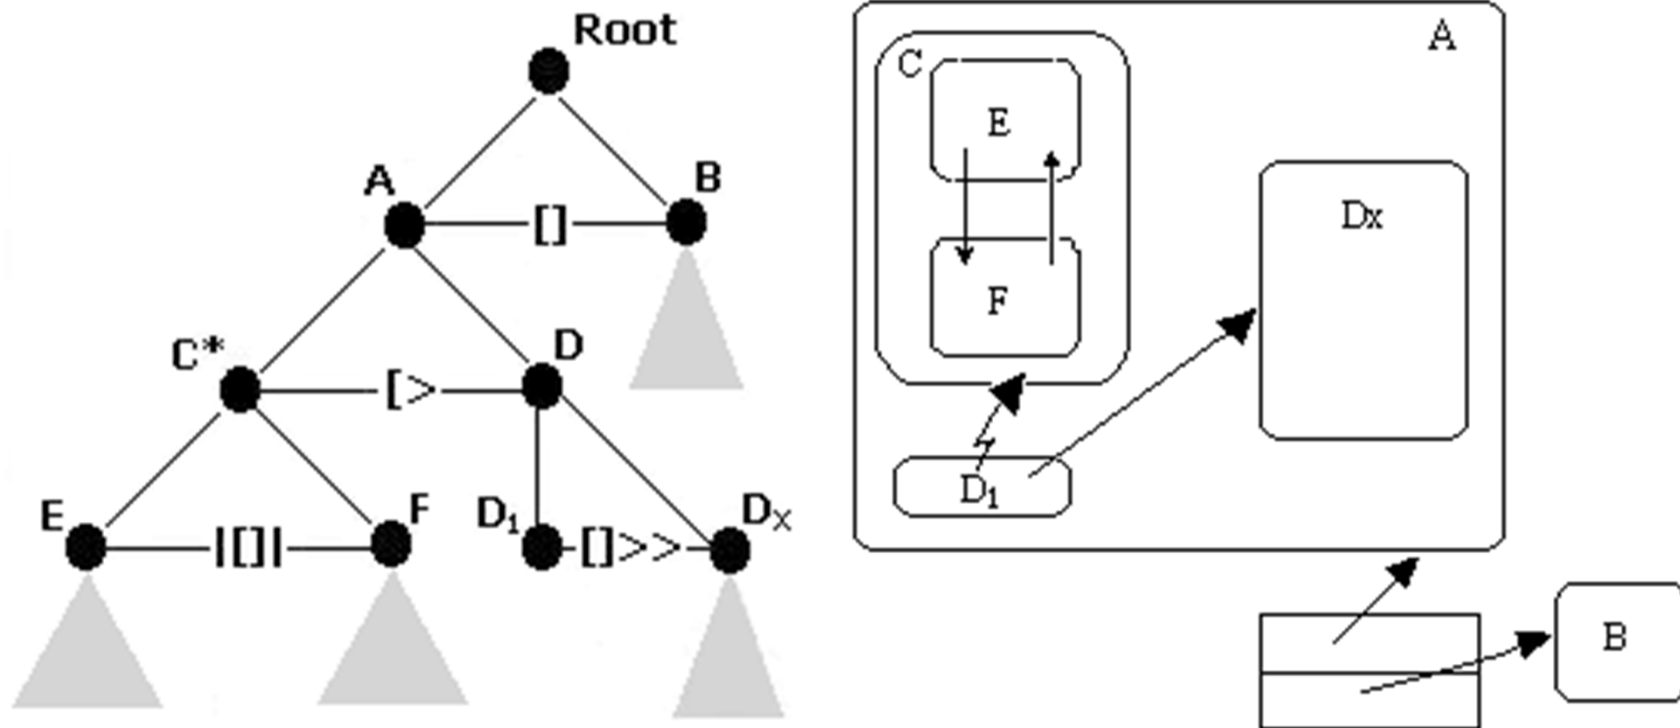 Root
A [] B
C* [> D
E |[]| F D₁ []>> Dx
A
C
E
F
Dx
D₁
B